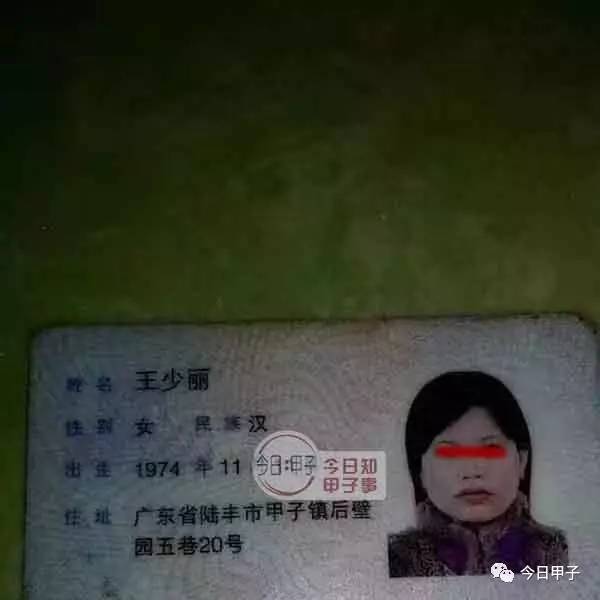 姓名 王少丽
性别 女 民族 汉
出生 1974 年 11
今日:甲子
今日知
甲子事
住址 广东省陆丰市甲子镇后璧
园五巷20号
今日甲子